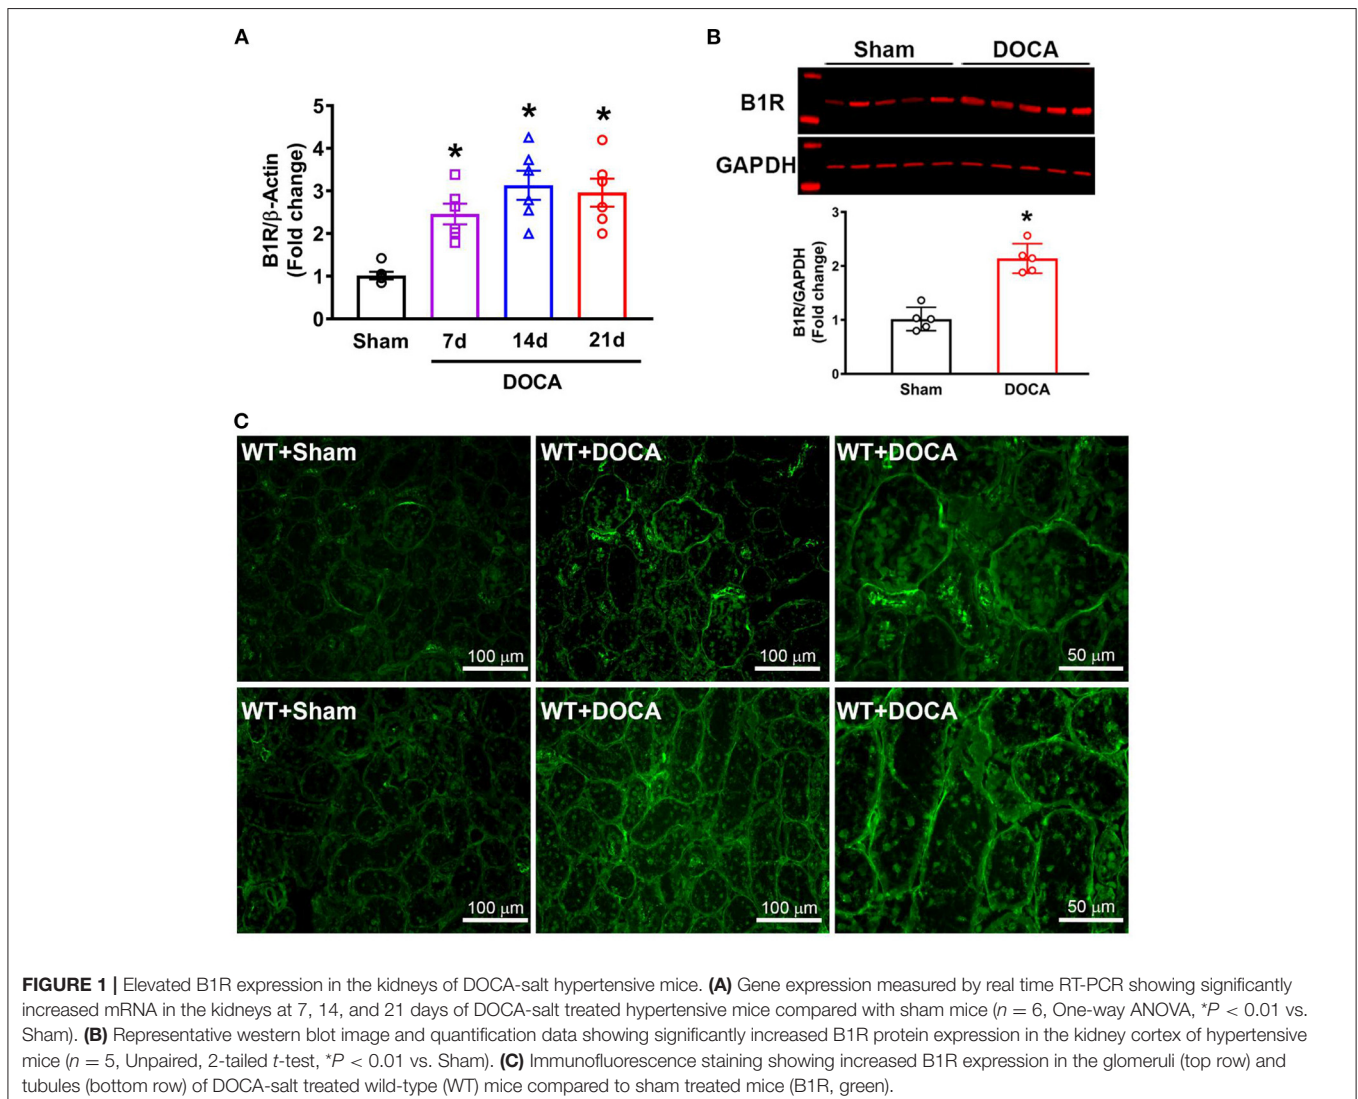 A
B1R/β-Actin
(Fold change)
5
4
3
2
1
0
*
*
*
Sham
7d
14d
21d
DOCA
B
Sham
DOCA
B1R
GAPDH
B1R/GAPDH
(Fold change)
3
2
1
0
*
Sham
DOCA
C
WT+Sham
100 μm
WT+DOCA
100 μm
WT+DOCA
50 μm
WT+Sham
100 μm
WT+DOCA
100 μm
WT+DOCA
50 μm
FIGURE 1 | Elevated B1R expression in the kidneys of DOCA-salt hypertensive mice. (A) Gene expression measured by real time RT-PCR showing significantly
increased mRNA in the kidneys at 7, 14, and 21 days of DOCA-salt treated hypertensive mice compared with sham mice (n = 6, One-way ANOVA, *P < 0.01 vs.
Sham). (B) Representative western blot image and quantification data showing significantly increased B1R protein expression in the kidney cortex of hypertensive
mice (n = 5, Unpaired, 2-tailed t-test, *P < 0.01 vs. Sham). (C) Immunofluorescence staining showing increased B1R expression in the glomeruli (top row) and
tubules (bottom row) of DOCA-salt treated wild-type (WT) mice compared to sham treated mice (B1R, green).